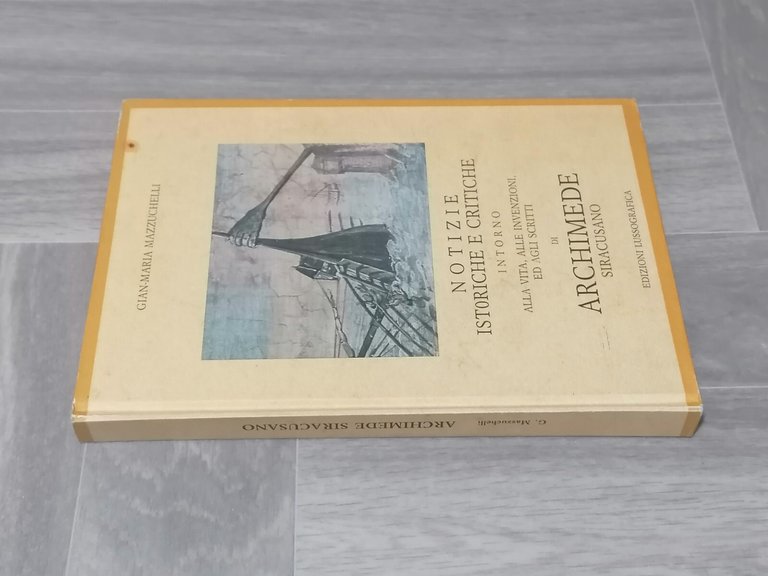 GIAN-MARIA MAZZUCHELLI
NOTIZIE
ISTORICHE E CRITICHE
INTORNO
ALLA VITA, ALLE INVENZIONI,
ED AGLI SCRITTI
DI
ARCHIMEDE
SIRACUSANO
EDIZIONI LUSSOGRAFICA
G. Mazzuchelli ARCHIMEDE SIRACUSANO